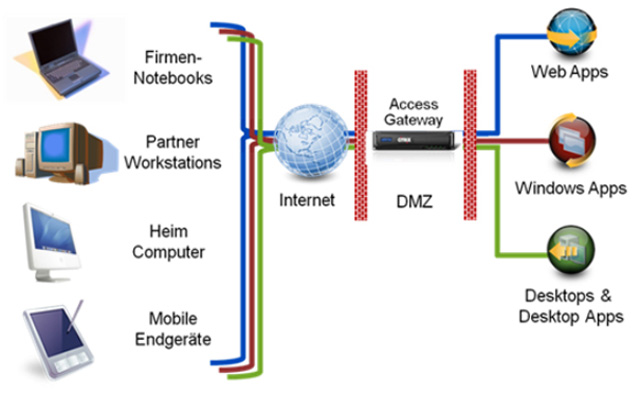 Firmen-
Notebooks
Partner
Workstations
Heim
Computer
Mobile
Endgeräte
Internet
Access
Gateway
CITRIX
DMZ
Web Apps
Windows Apps
Desktops &
Desktop Apps